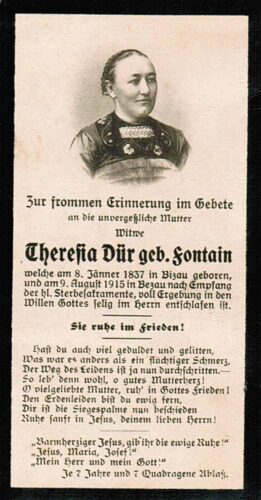 Zur frommen Erinnerung im Gebete
an die unvergeßliche Mutter
Witwe
Theresia Dür geb. Fontain
welche am 8. Jänner 1837 in Bizau geboren,
und am 9. August 1915 in Bezau nach Empfang
der hl. Sterbesakramente, voll Ergebung in den
Willen Gottes selig im Herrn entschlafen ist.
Sie ruhe im Frieden!
Hast du auch viel geduldet und gelitten,
Was war es anders als ein flüchtiger Schmerz,
Der Weg des Leidens ist ja nun durchschritten.—
So leb' denn wohl, o gutes Mutterherz!
O vielgeliebte Mutter, ruh' in Gottes Frieden!
Den Erdenleiden bist du ewig fern,
Dir ist die Siegespalme nun beschieden
Ruhe sanft in Jesus, deinem lieben Herrn!
„Barmherziger Jesus, gib ihr die ewige Ruhe!"
„Jesus, Maria, Josef!"
„Mein Herr und mein Gott!"
Je 7 Jahre und 7 Quadragene Ablaß.